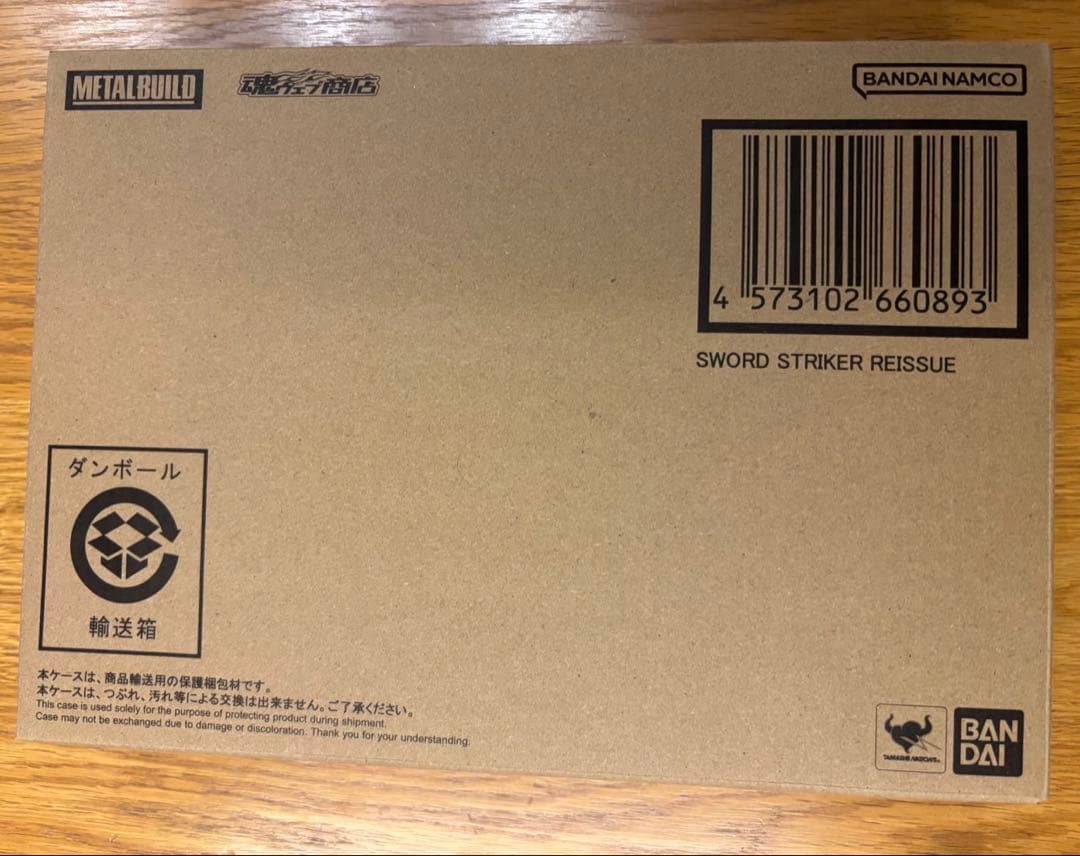 METAL BUILD
魂ウェブ商店
BANDAI NAMCO
4 573102 660893
SWORD STRIKER REISSUE
ダンボール
輸送箱
本ケースは、商品輸送用の保護梱包材です。
本ケースは、つぶれ、汚れ等による交換は出来ません。ご了承ください。
This case is used solely for the purpose of protecting product during shipment.
Case may not be exchanged due to damage or discoloration. Thank you for your understanding.
TAMASHII NATIONS
BAN
DAI